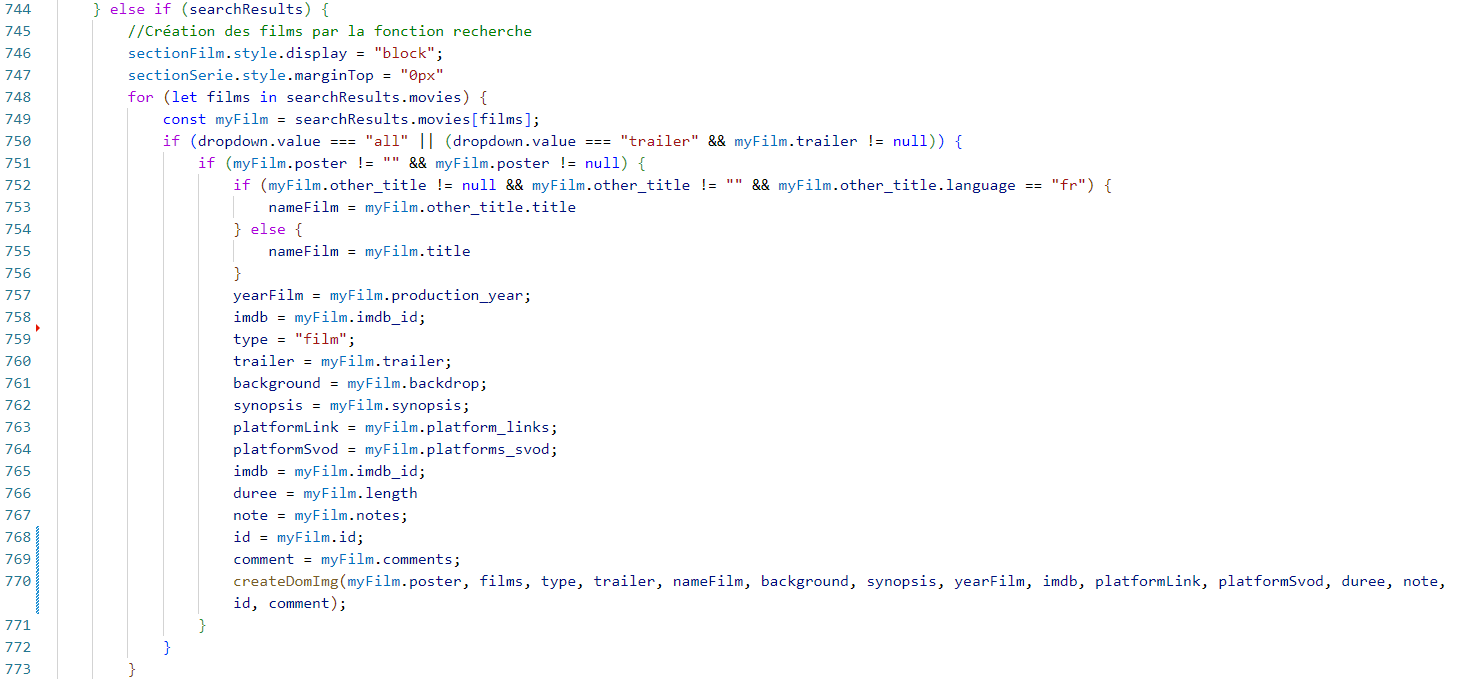 744 } else if (searchResults) {
745 //Création des films par la fonction recherche
746 sectionFilm.style.display = "block";
747 sectionSerie.style.marginTop = "0px"
748 for (let films in searchResults.movies) {
749 const myFilm = searchResults.movies[films];
750 if (dropdown.value === "all" || (dropdown.value === "trailer" && myFilm.trailer != null)) {
751 if (myFilm.poster != "" && myFilm.poster != null) {
752 if (myFilm.other_title != null && myFilm.other_title != "" && myFilm.other_title.language == "fr") {
753 nameFilm = myFilm.other_title.title
754 } else {
755 nameFilm = myFilm.title
756 }
757 yearFilm = myFilm.production_year;
758 imdb = myFilm.imdb_id;
759 type = "film";
760 trailer = myFilm.trailer;
761 background = myFilm.backdrop;
762 synopsis = myFilm.synopsis;
763 platformLink = myFilm.platform_links;
764 platformSvod = myFilm.platforms_svod;
765 imdb = myFilm.imdb_id;
766 duree = myFilm.length
767 note = myFilm.notes;
768 id = myFilm.id;
769 comment = myFilm.comments;
770 createDomImg(myFilm.poster, films, type, trailer, nameFilm, background, synopsis, yearFilm, imdb, platformLink, platformSvod, duree, note,
id, comment);
771 }
772 }
773 }